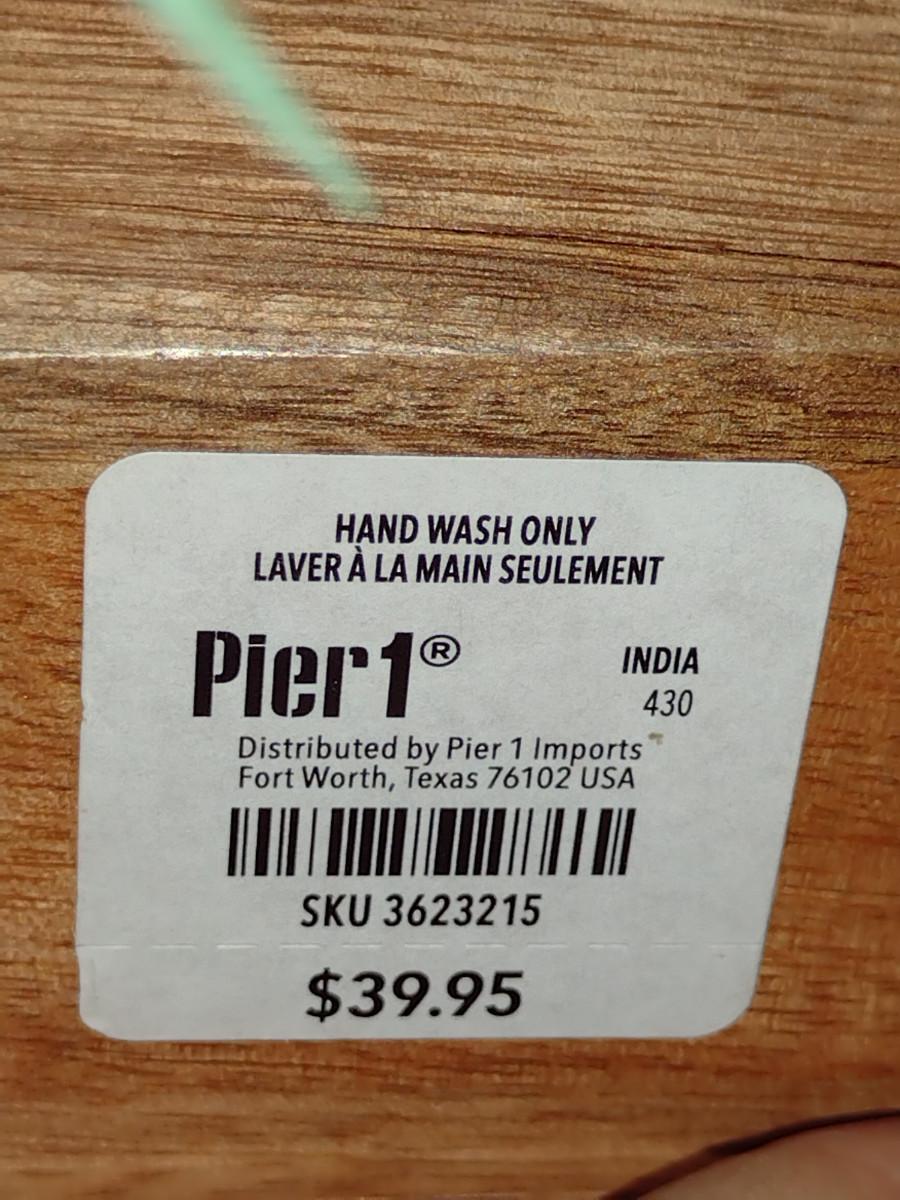 HAND WASH ONLY
LAVER À LA MAIN SEULEMENT
Pier1®
INDIA
430
Distributed by Pier 1 Imports
Fort Worth, Texas 76102 USA
SKU 3623215
$39.95